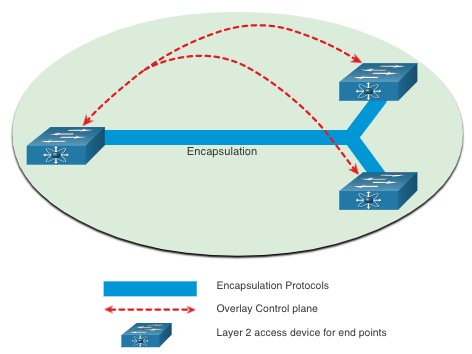 Encapsulation
Encapsulation Protocols
Overlay Control plane
Layer 2 access device for end points